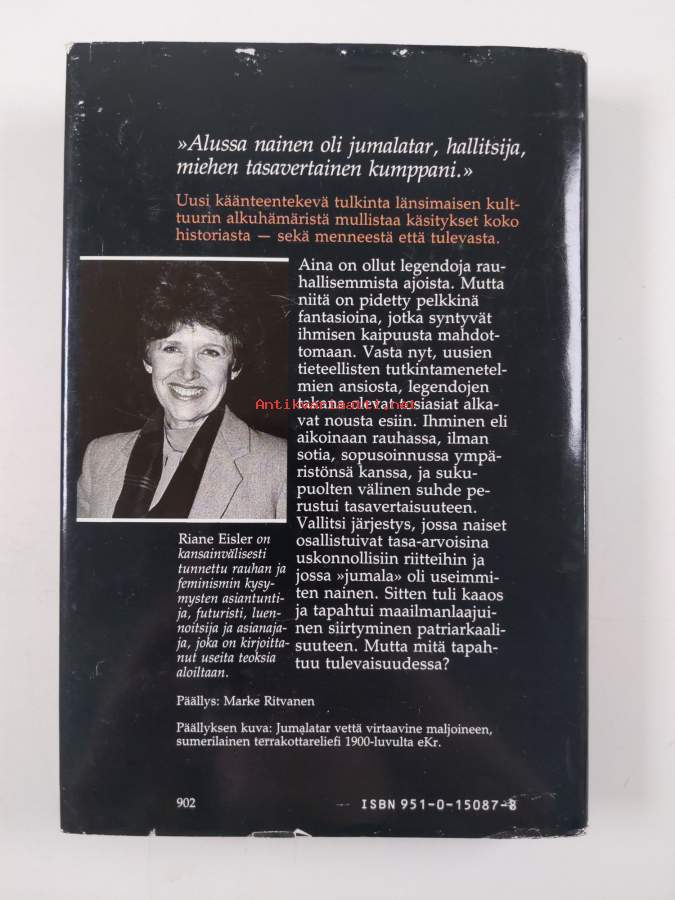 »Alussa nainen oli jumalatar, hallitsija,
miehen tasavertainen kumppani.»
Uusi käänteentekevä tulkinta länsimaisen kult-
tuurin alkuhämäristä mullistaa käsitykset koko
historiasta — sekä menneestä että tulevasta.
Aina on ollut legendoja rau-
hallisemmista ajoista. Mutta
niitä on pidetty pelkkinä
fantasioina, jotka syntyvät
ihmisen kaipuusta mahdot-
tomaan. Vasta nyt, uusien
tieteellisten tutkintamenetel-
mien ansiosta, legendojen
takana olevat tosiasiat alka-
vat nousta esiin. Ihminen eli
aikoinaan rauhassa, ilman
sotia, sopusoinnussa ympä-
ristönsä kanssa, ja suku-
puolten välinen suhde pe-
rustui tasavertaisuuteen.
Vallitsi järjestys, jossa naiset
osallistuivat tasa-arvoisina
uskonnollisiin riitteihin ja
jossa »jumala» oli useimmi-
ten nainen. Sitten tuli kaaos
ja tapahtui maailmanlaajui-
nen siirtyminen patriarkaali-
suuteen. Mutta mitä tapah-
tuu tulevaisuudessa?
Antikvariaatti.net
Riane Eisler on
kansainvälisesti
tunnettu rauhan ja
feminismin kysy-
mysten asiantunti-
ja, futuristi, luen-
noitsija ja asianaja-
ja, joka on kirjoitta-
nut useita teoksia
aloiltaan.
Päällys: Marke Ritvanen
Päällyksen kuva: Jumalatar vettä virtaavine maljoineen,
sumerilainen terrakottareliefi 1900-luvulta eKr.
902
ISBN 951-0-15087-8